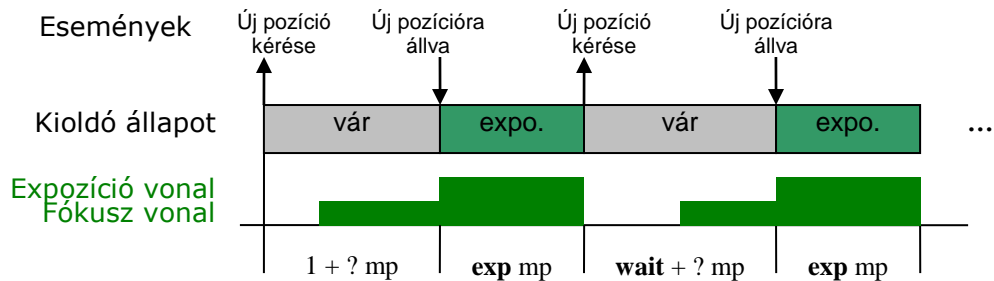 Események
Új pozíció
kérése
Új pozícióra
állva
Új pozíció
kérése
Új pozícióra
állva
Kioldó állapot
vár
expo.
vár
expo.
...
Expozíció vonal
Fókusz vonal
1 + ? mp
exp mp
wait + ? mp
exp mp